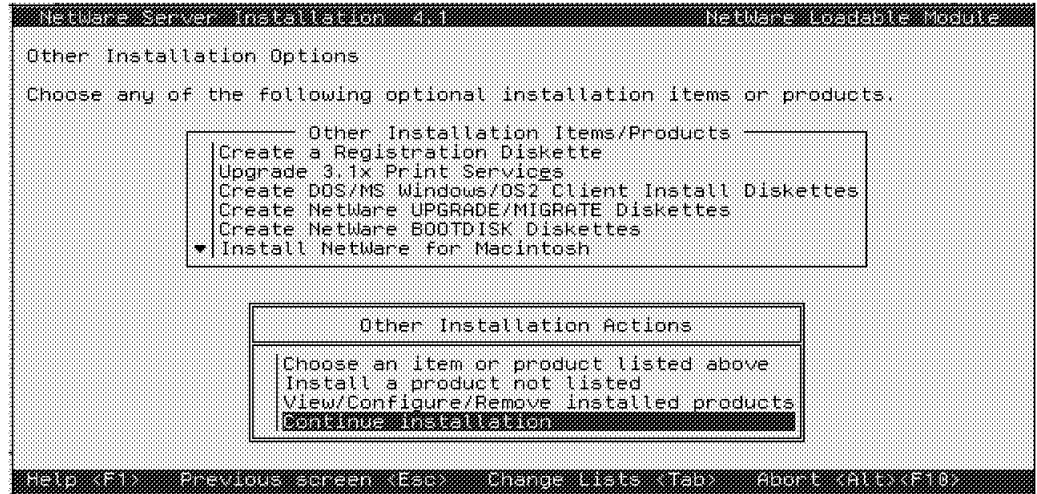 NetWare Server Installation 4.1 NetWare Loadable Module
Other Installation Options
Choose any of the following optional installation items or products.
Other Installation Items/Products
Create a Registration Diskette
Upgrade 3.1x Print Services
Create DOS/MS Windows/OS2 Client Install Diskettes
Create NetWare UPGRADE/MIGRATE Diskettes
Create NetWare BOOTDISK Diskettes
▼ Install NetWare for Macintosh
Other Installation Actions
Choose an item or product listed above
Install a product not listed
View/Configure/Remove installed products
Continue installation
Help <F1> Previous screen <Esc> Change Lists <Tab> Abort <Alt><F10>